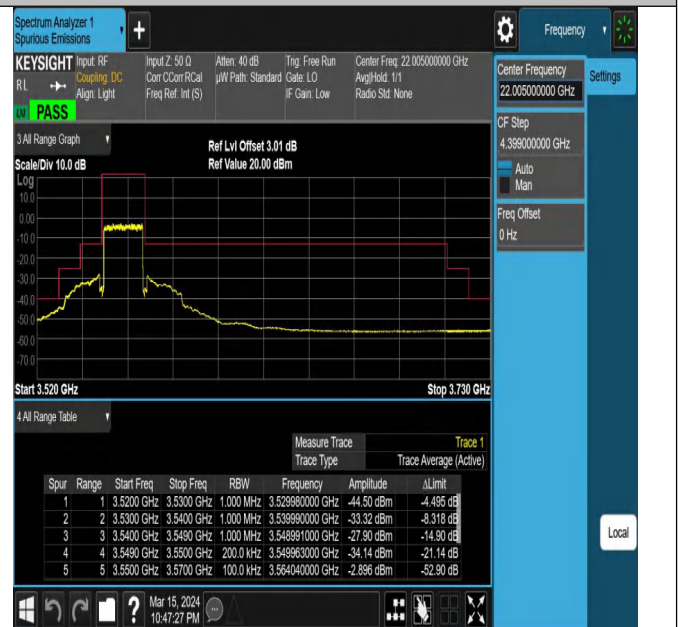 Spectrum Analyzer 1
Spurious Emissions
+
Frequency
KEYSIGHT
RL
Input: RF
Coupling: DC
Align: Light
Input Z: 50 Ω
Corr CCorr RCal
Freq Ref: Int (S)
Atten: 40 dB
µW Path: Standard
Trig: Free Run
Gate: LO
IF Gain: Low
Center Freq: 22.005000000 GHz
Avg|Hold: 1/1
Radio Std: None
PASS
Center Frequency
22.005000000 GHz
Settings
CF Step
4.399000000 GHz
Auto
Man
Freq Offset
0 Hz
3 All Range Graph
Scale/Div 10.0 dB
Ref Lvl Offset 3.01 dB
Ref Value 20.00 dBm
Log
10.0
0.00
-10.0
-20.0
-30.0
-40.0
-50.0
-60.0
-70.0
Start 3.520 GHz
Stop 3.730 GHz
4 All Range Table
Measure Trace Trace 1
Trace Type Trace Average (Active)
Spur Range Start Freq Stop Freq RBW Frequency Amplitude ΔLimit
1 1 3.5200 GHz 3.5300 GHz 1.000 MHz 3.529980000 GHz -44.50 dBm -4.495 dB
2 2 3.5300 GHz 3.5400 GHz 1.000 MHz 3.539990000 GHz -33.32 dBm -8.318 dB
3 3 3.5400 GHz 3.5490 GHz 1.000 MHz 3.548991000 GHz -27.90 dBm -14.90 dB
4 4 3.5490 GHz 3.5500 GHz 200.0 kHz 3.549963000 GHz -34.14 dBm -21.14 dB
5 5 3.5500 GHz 3.5700 GHz 100.0 kHz 3.564040000 GHz -2.896 dBm -52.90 dB
Local
?
Mar 15, 2024
10:47:27 PM